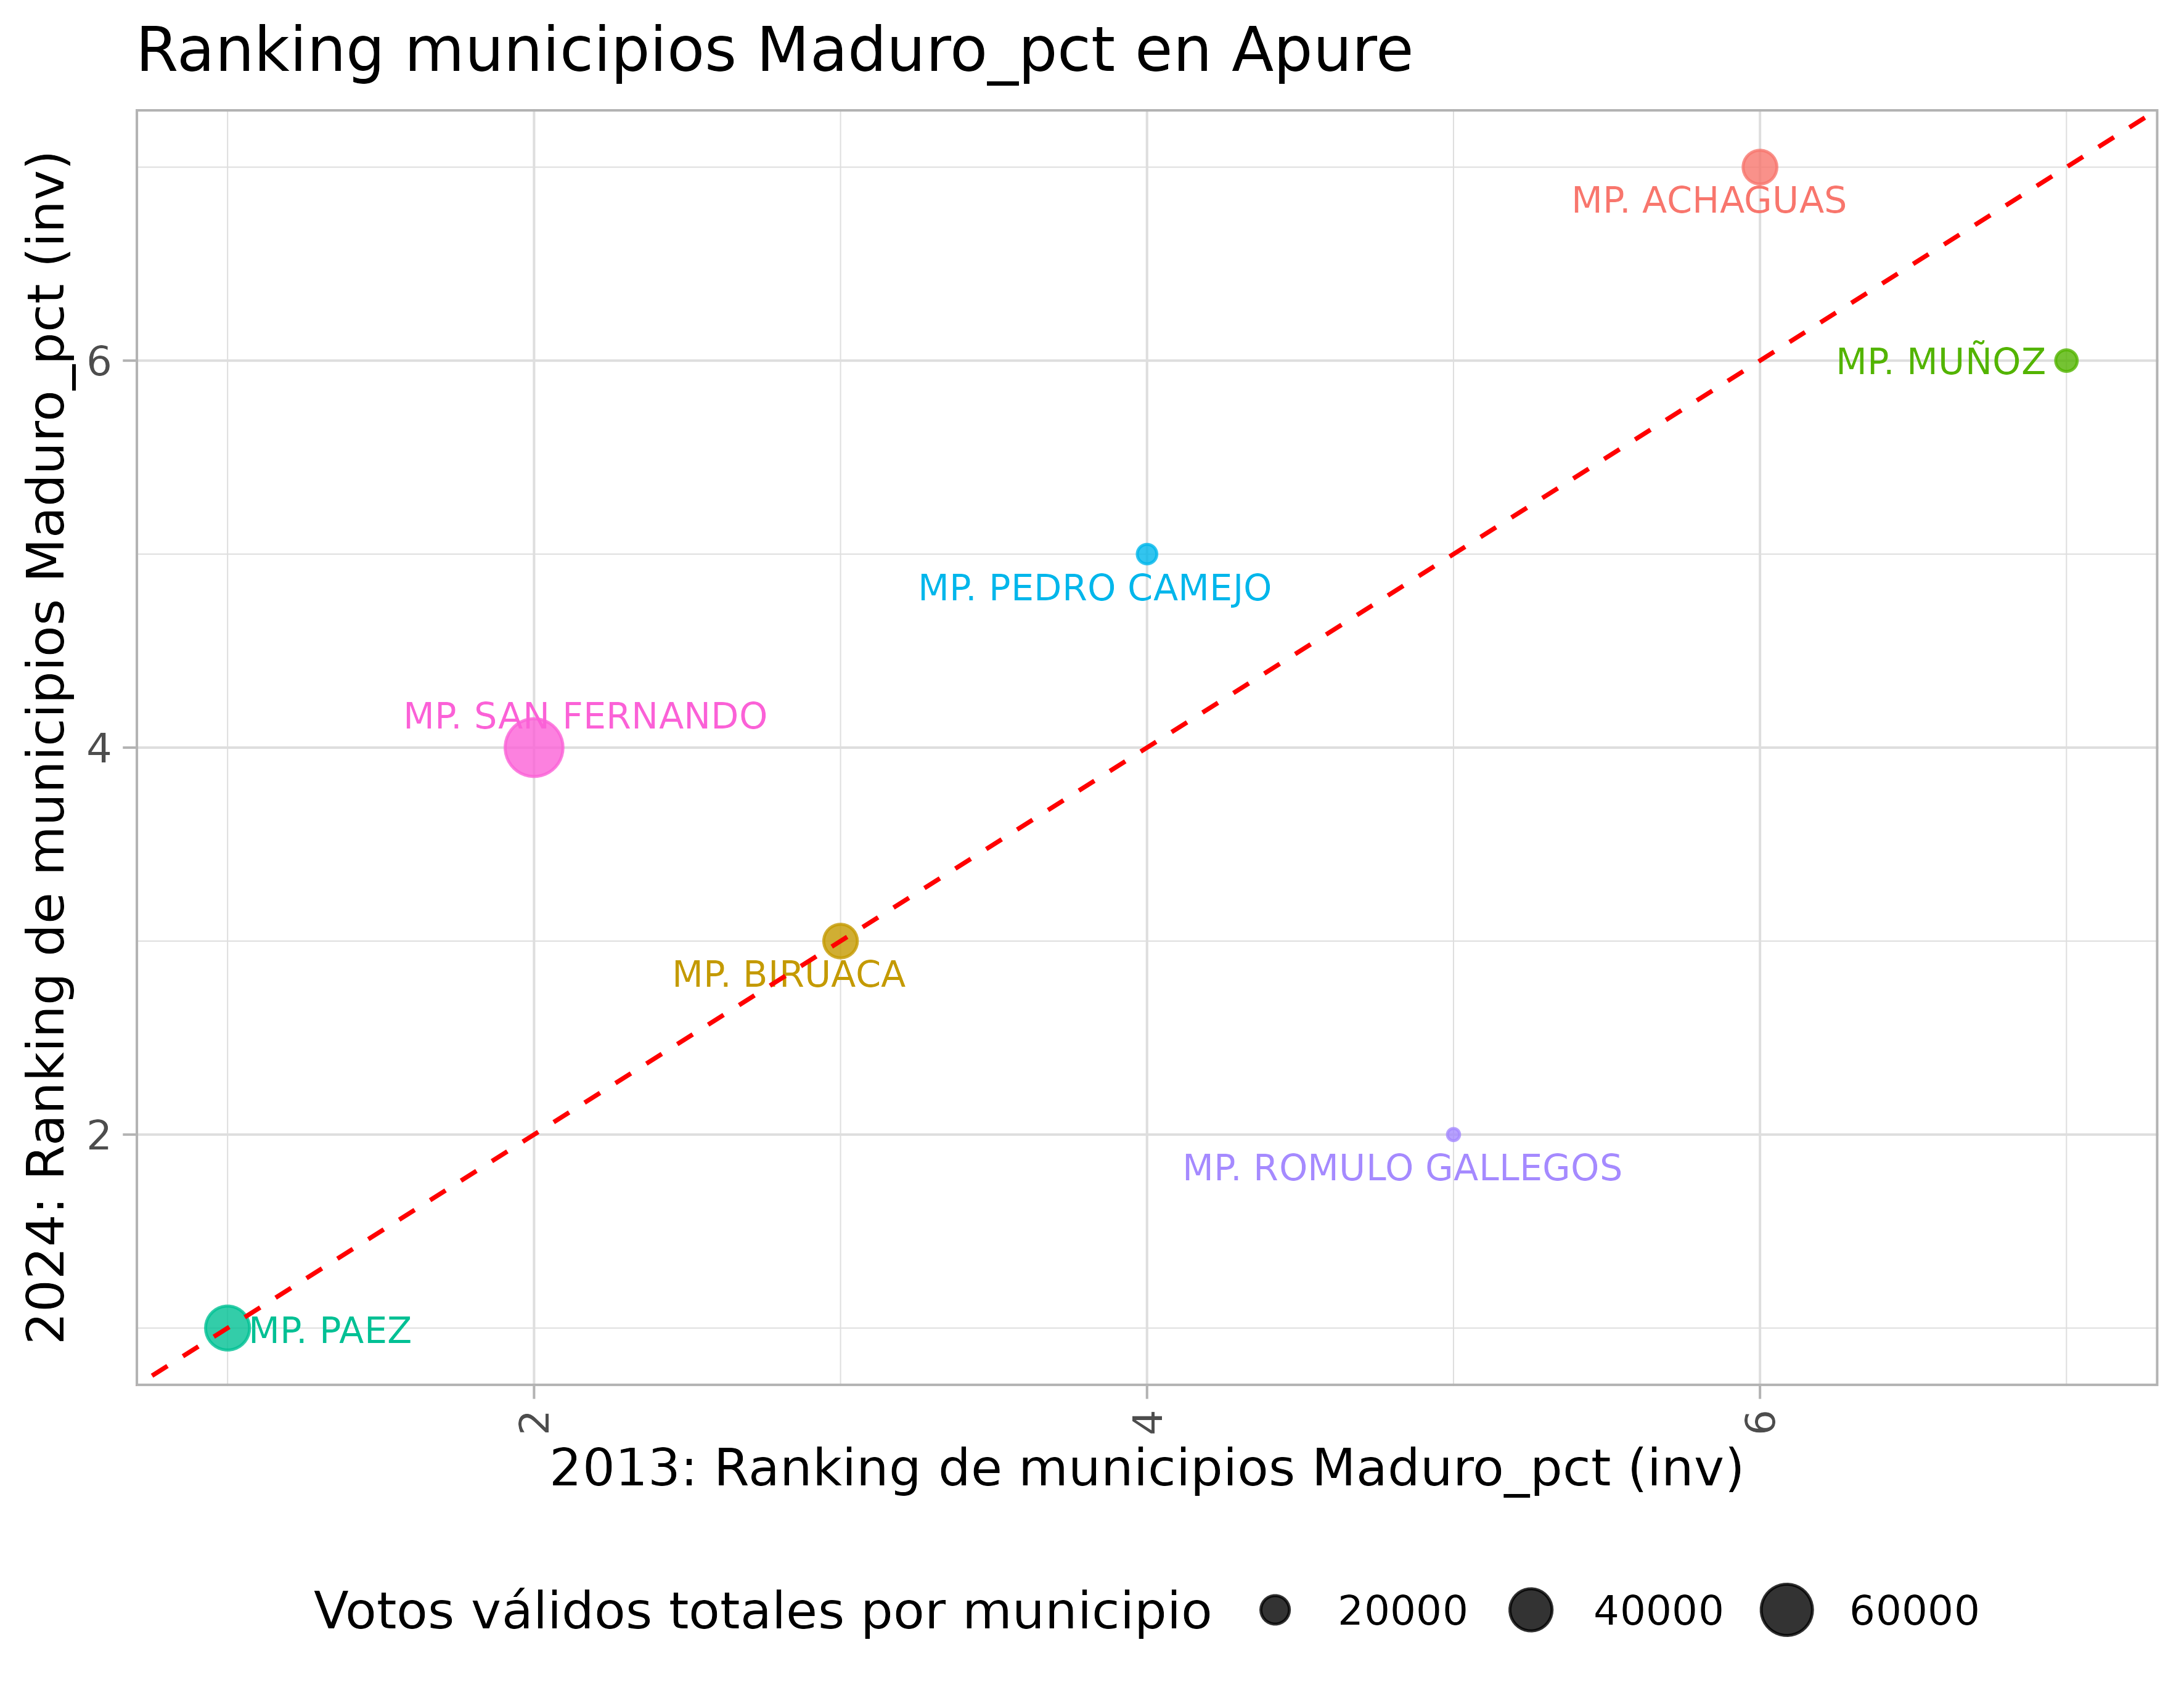 Ranking municipios Maduro_pct en Apure
2024: Ranking de municipios Maduro_pct (inv)
6
4
2
MP. ACHAGUAS
MP. MUÑOZ
MP. PEDRO CAMEJO
MP. SAN FERNANDO
MP. BIRUACA
MP. ROMULO GALLEGOS
MP. PAEZ
2
4
6
2013: Ranking de municipios Maduro_pct (inv)
Votos válidos totales por municipio 20000 40000 60000